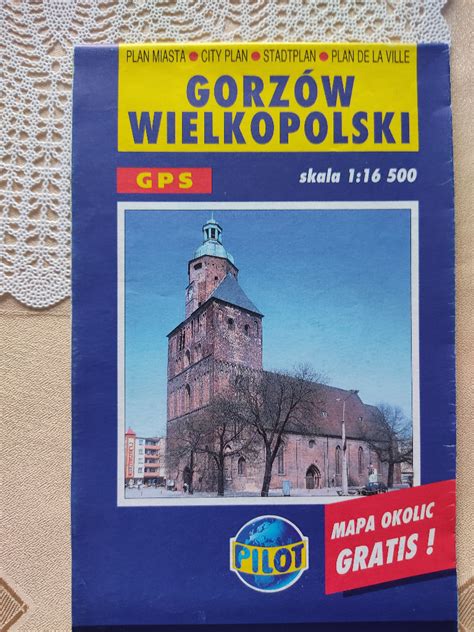 PLAN MIASTA • CITY PLAN • STADTPLAN • PLAN DE LA VILLE
GORZÓW
WIELKOPOLSKI
GPS
skala 1:16 500
PILOT
MAPA OKOLIC
GRATIS !